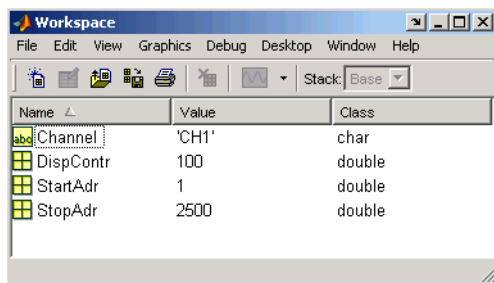 Workspace
File Edit View Graphics Debug Desktop Window Help
Stack: Base
Name Value Class
abc Channel 'CH1' char
DispContr 100 double
StartAdr 1 double
StopAdr 2500 double